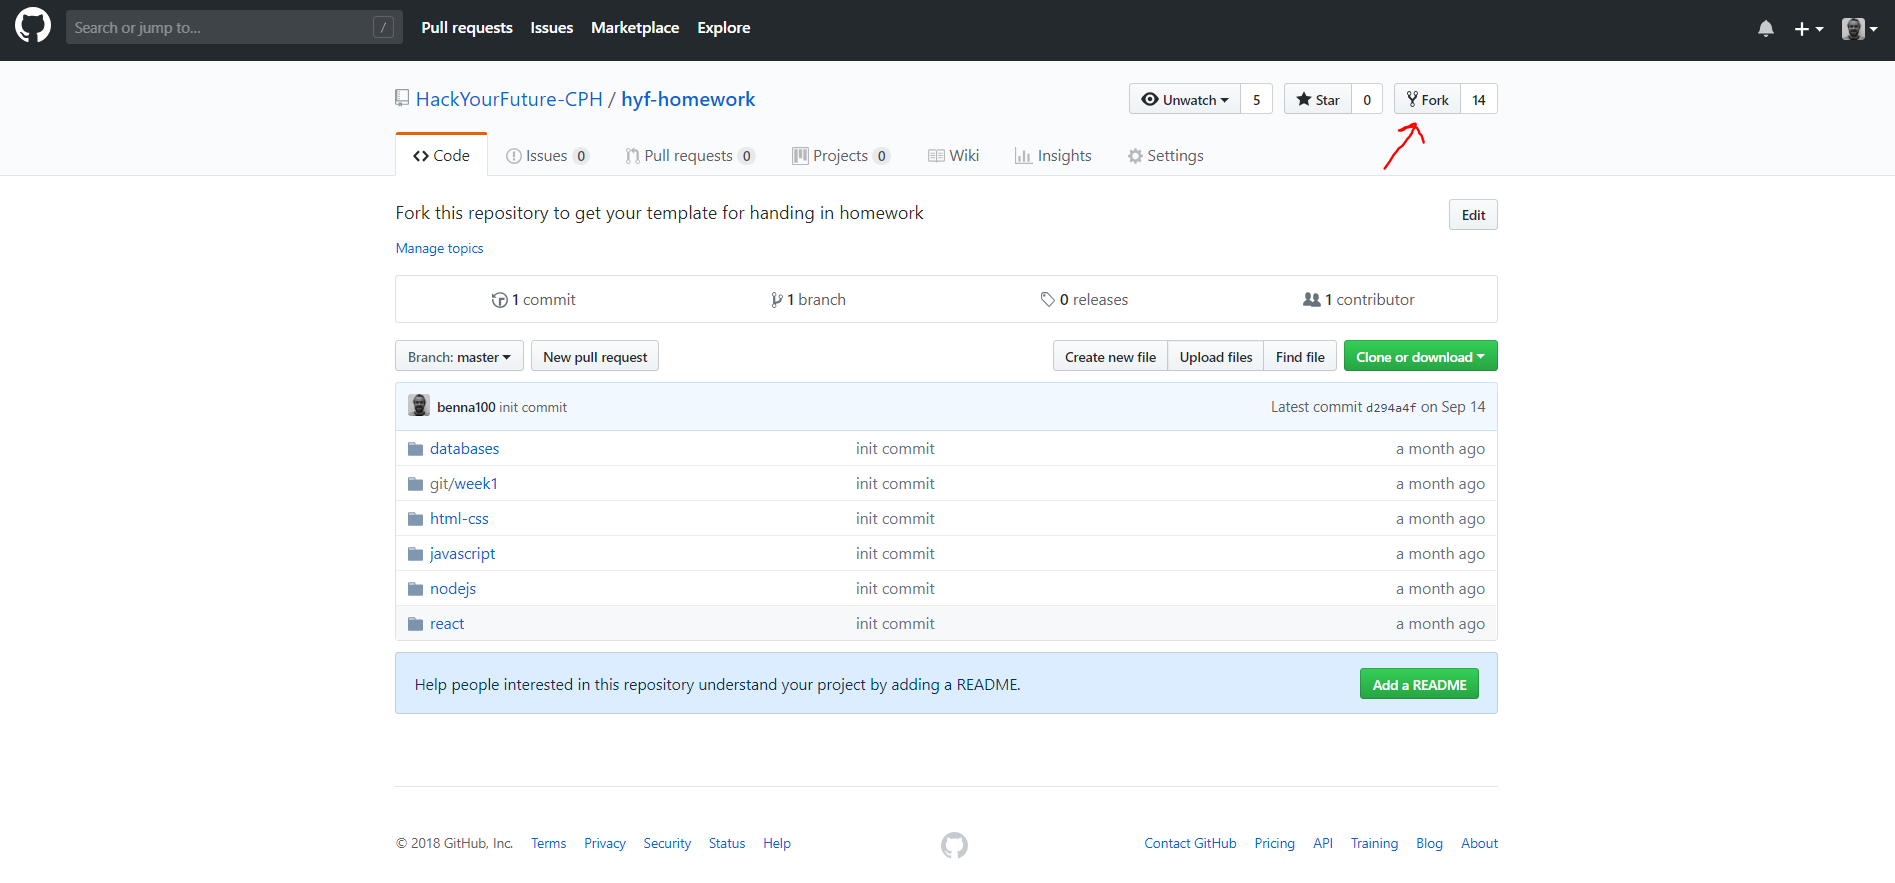 Search or jump to... / Pull requests Issues Marketplace Explore
HackYourFuture-CPH / hyf-homework Unwatch 5 Star 0 Fork 14
Code Issues 0 Pull requests 0 Projects 0 Wiki Insights Settings
Fork this repository to get your template for handing in homework Edit
Manage topics
1 commit 1 branch 0 releases 1 contributor
Branch: master New pull request Create new file Upload files Find file Clone or download
benna100 init commit Latest commit d294a4f on Sep 14
databases init commit a month ago
git/week1 init commit a month ago
html-css init commit a month ago
javascript init commit a month ago
nodejs init commit a month ago
react init commit a month ago
Help people interested in this repository understand your project by adding a README. Add a README
© 2018 GitHub, Inc. Terms Privacy Security Status Help Contact GitHub Pricing API Training Blog About